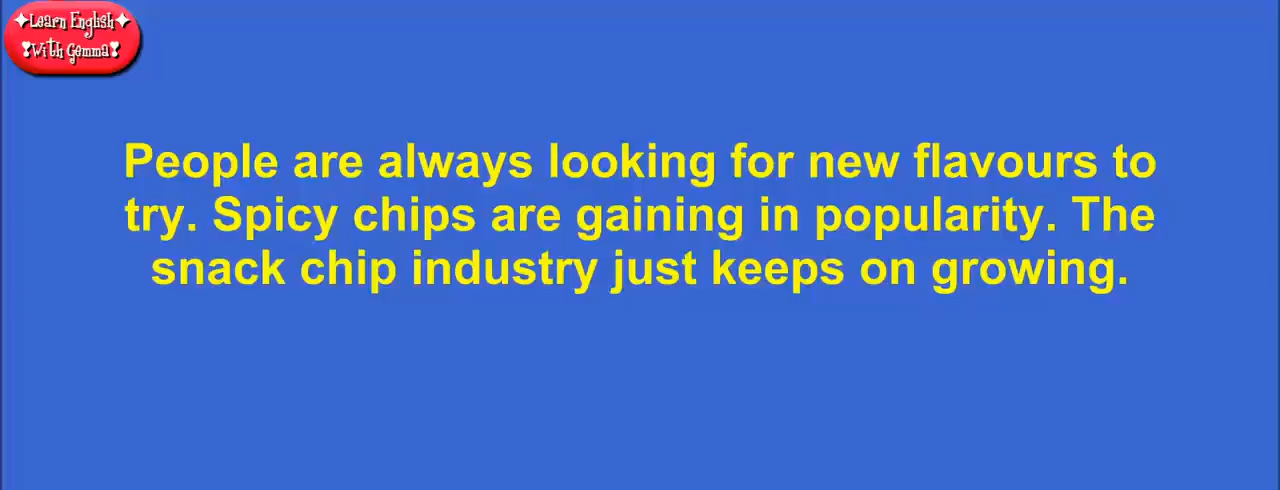 ✦Learn English✦
❣With Gemma❣
People are always looking for new flavours to
try. Spicy chips are gaining in popularity. The
snack chip industry just keeps on growing.